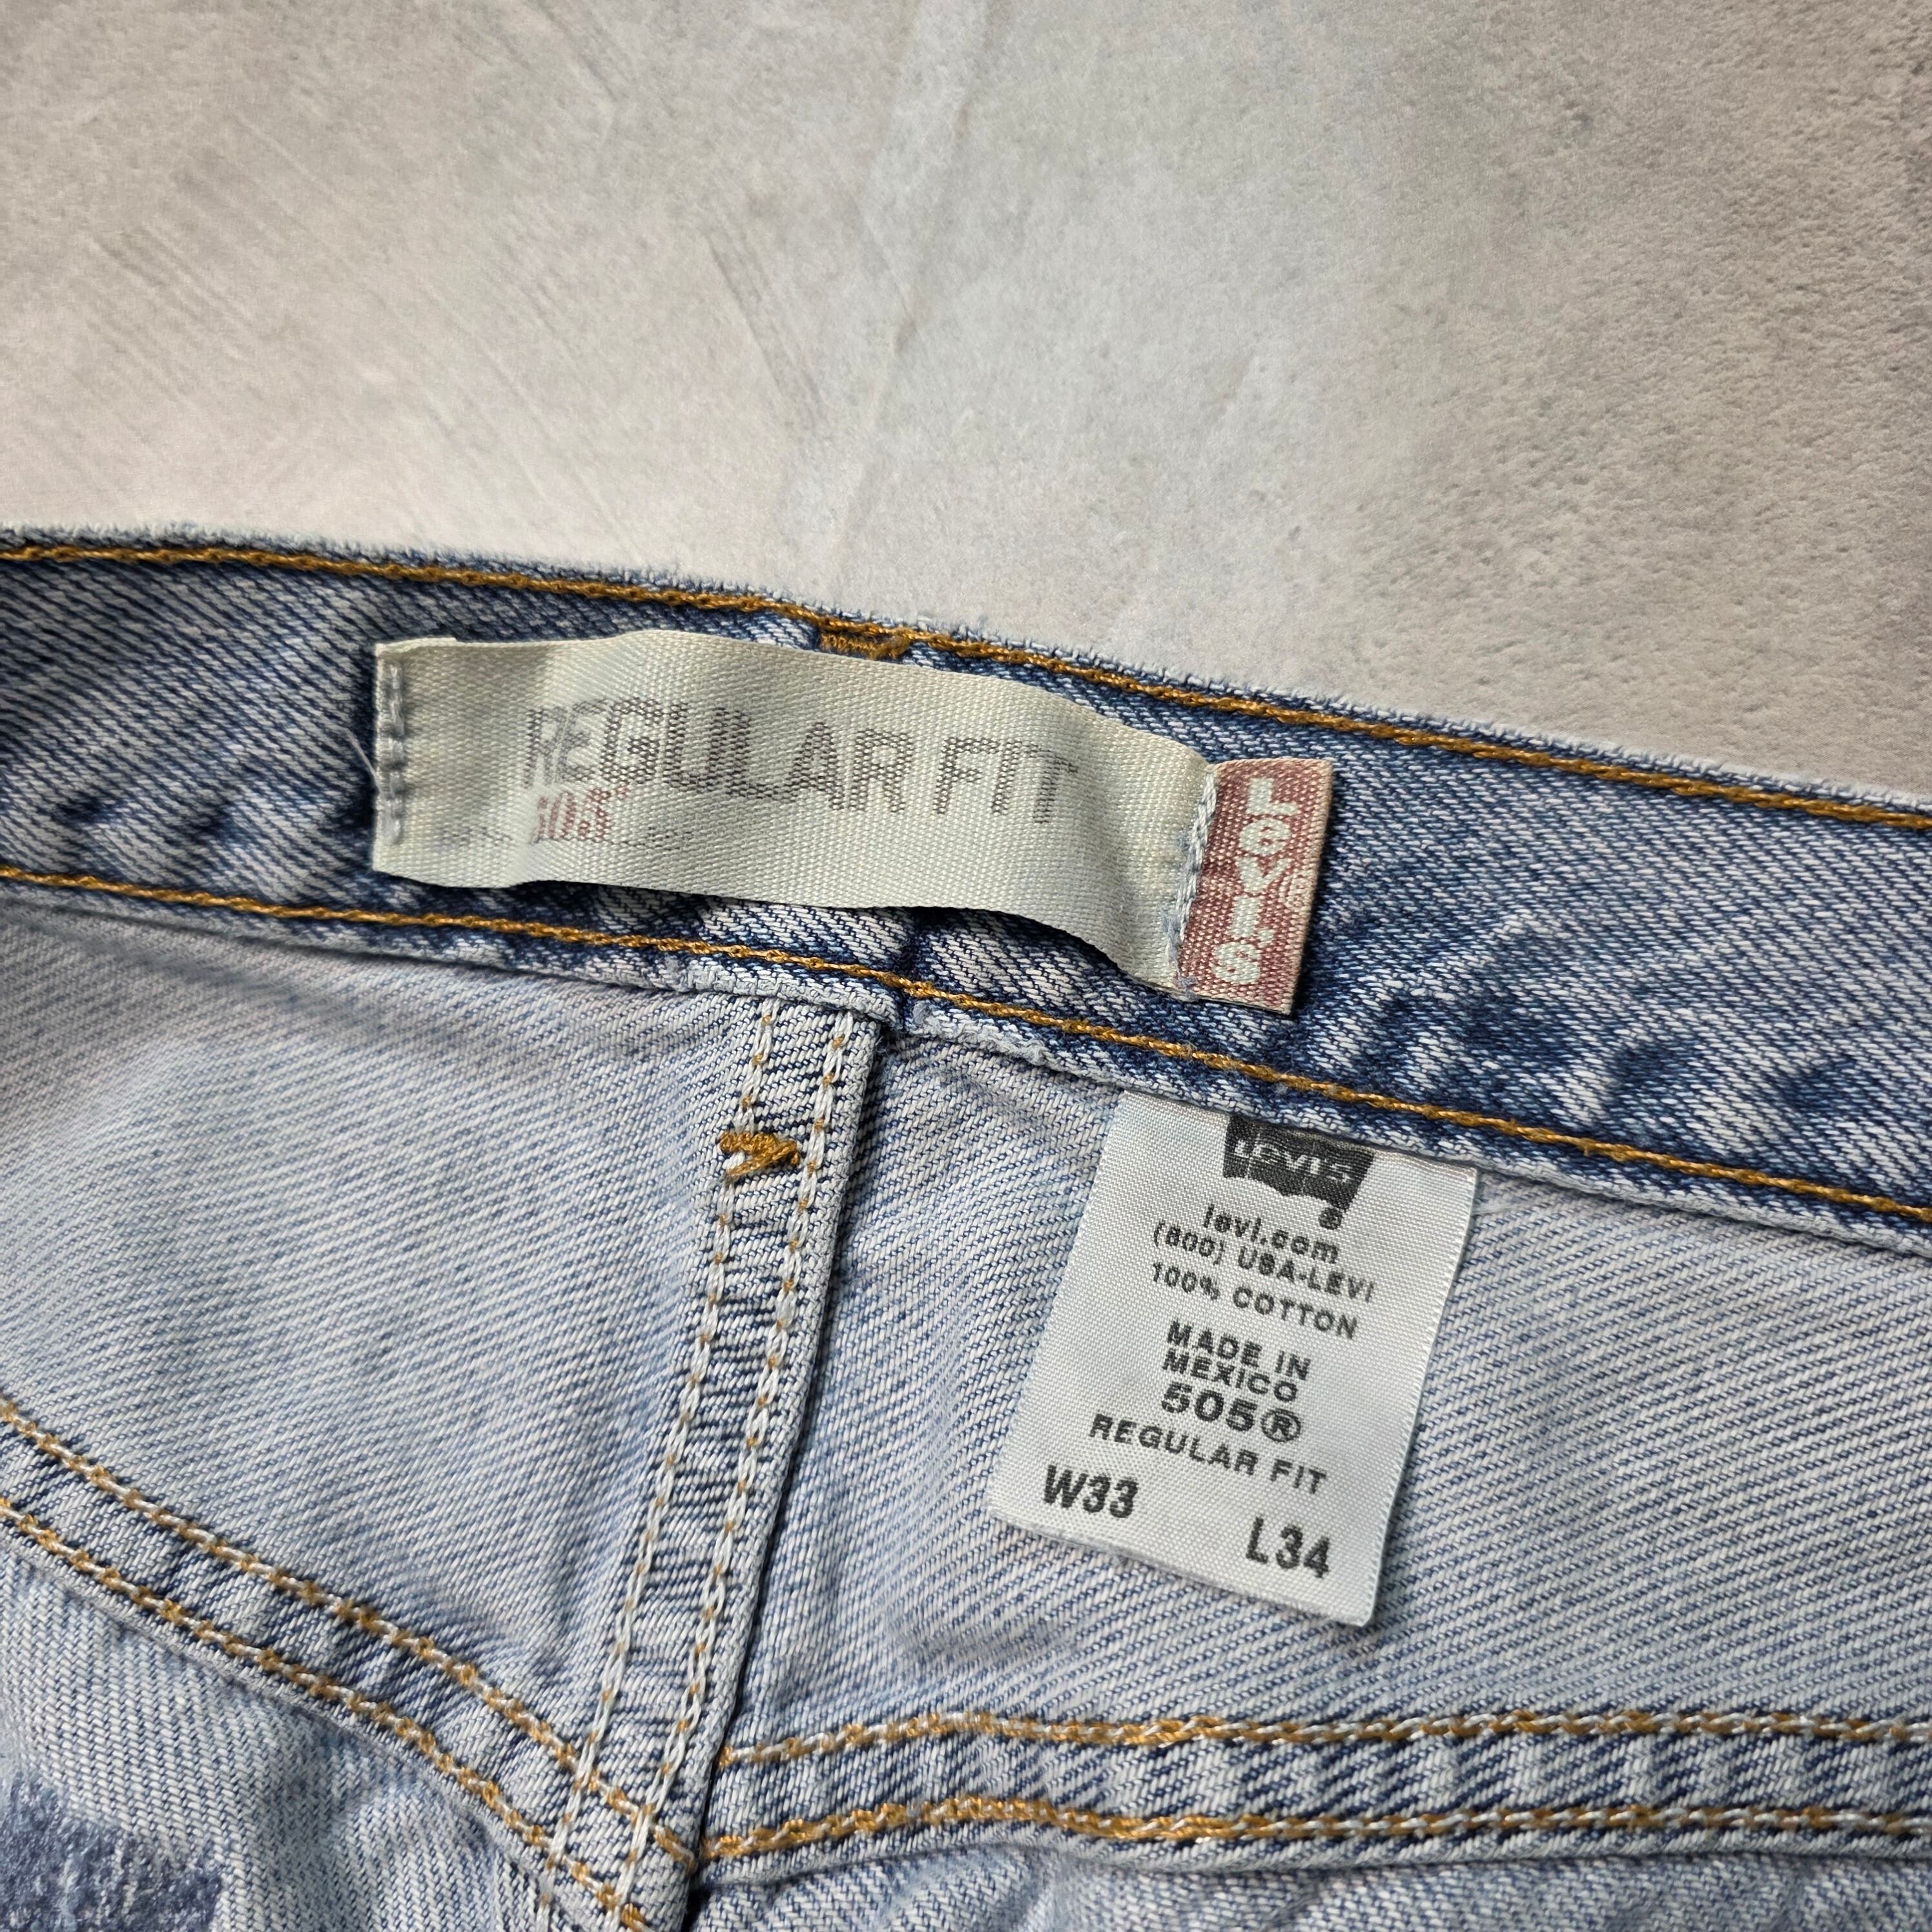 REGULAR FIT
505
Levi's®
Levi's
®
levi.com
(800) USA-LEVI
100% COTTON
MADE IN
MEXICO
505®
REGULAR FIT
W33
L34